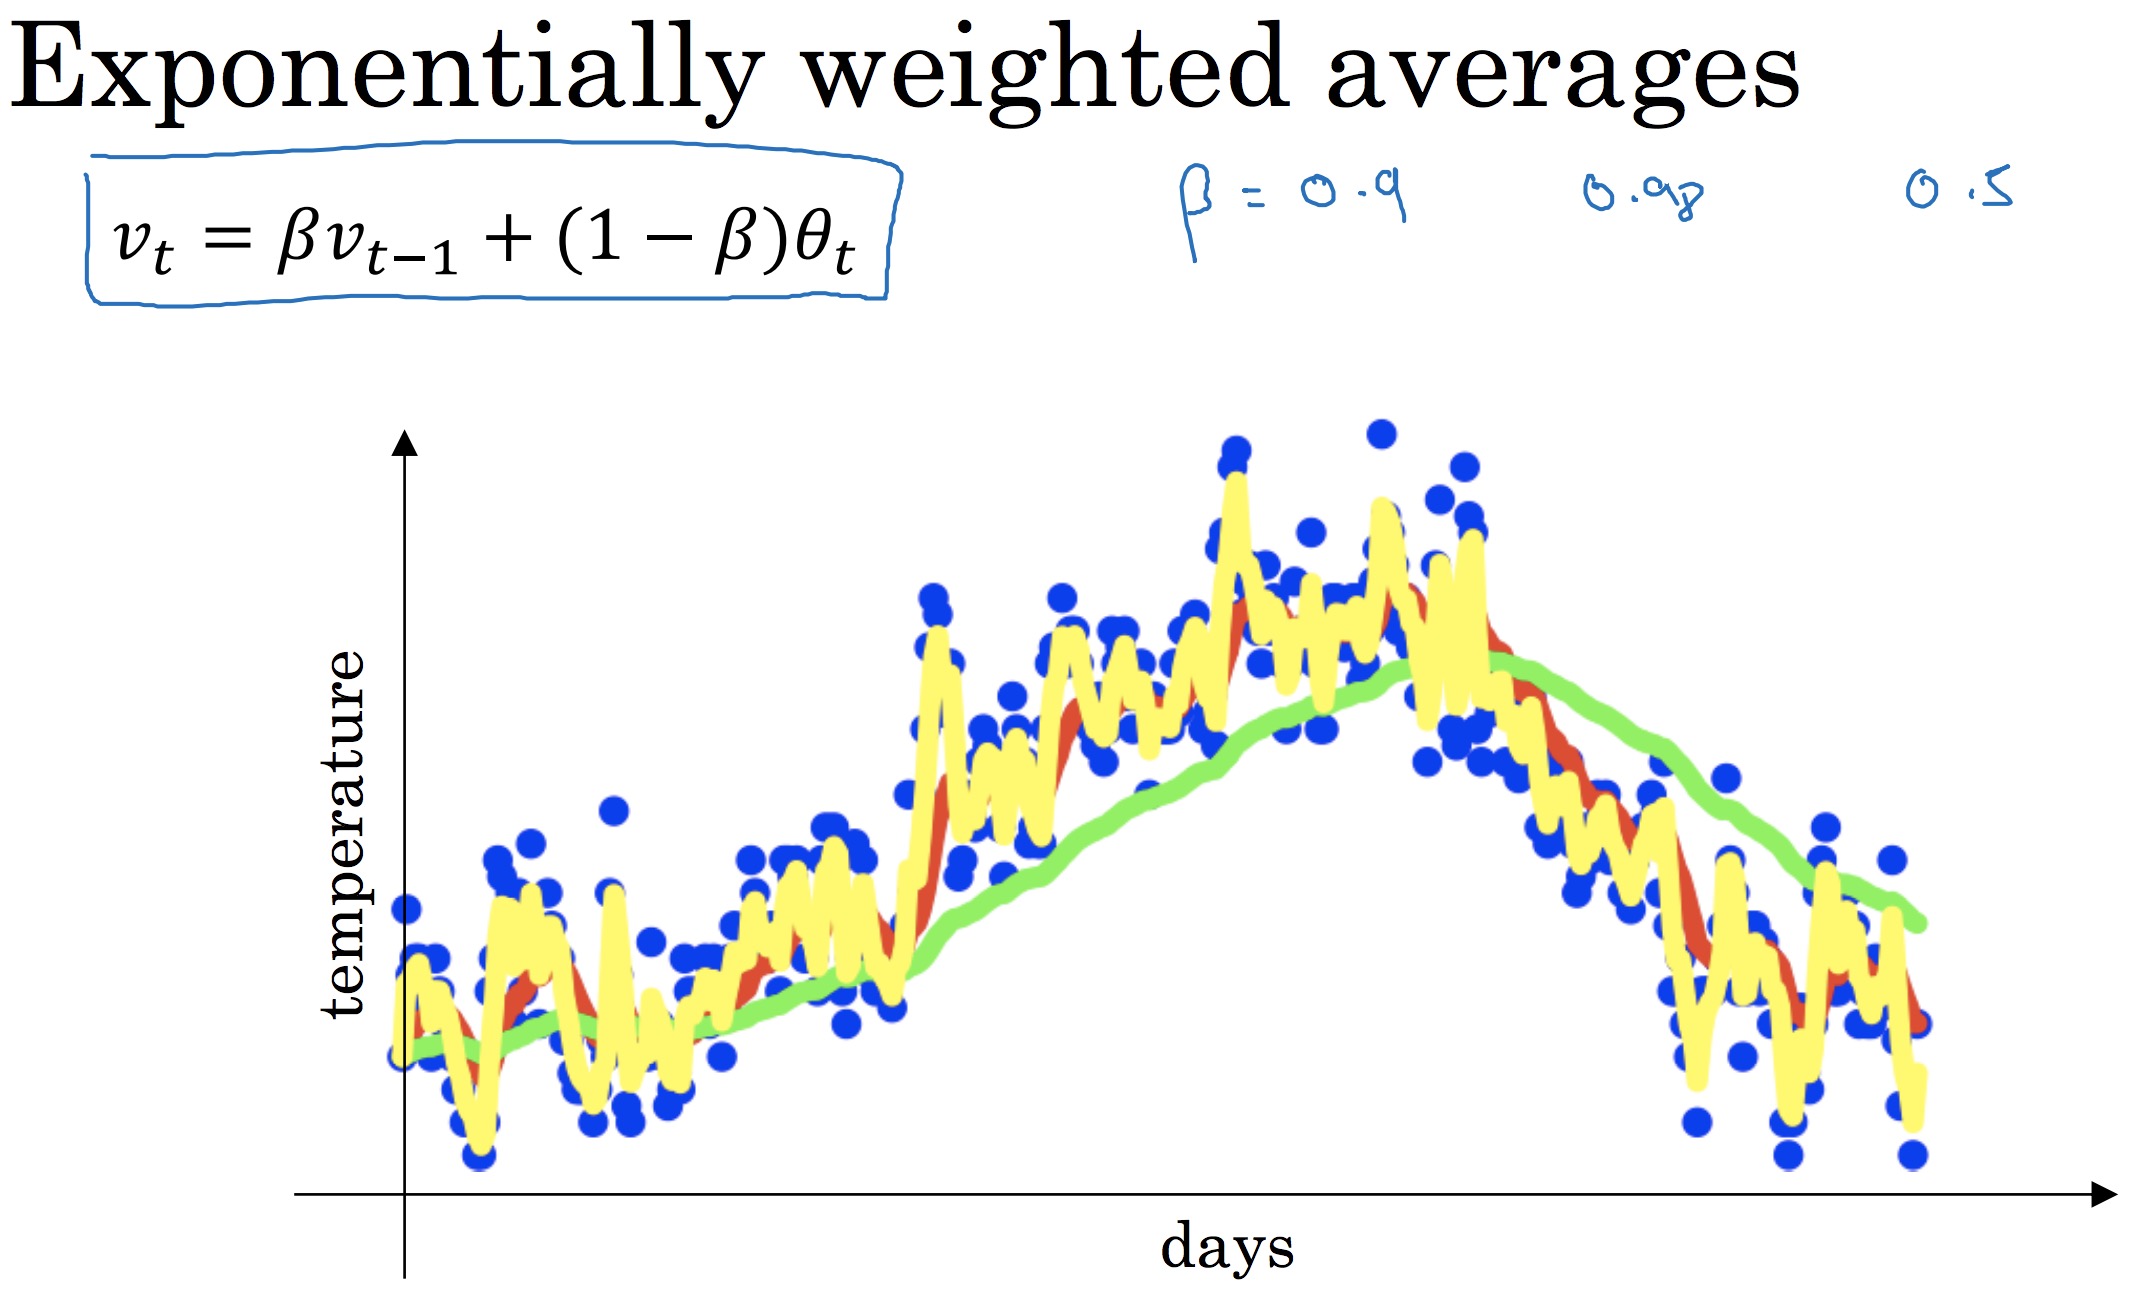 Exponentially weighted averages
β = 0.9 0.98 0.5
v_t = βv_{t−1} + (1 − β)θ_t
temperature
days